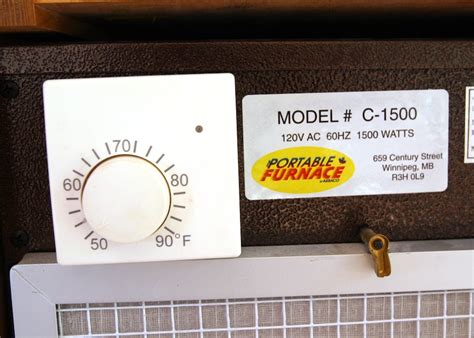 MODEL # C-1500
120V AC 60HZ 1500 WATTS
PORTABLE
FURNACE
659 Century Street
Winnipeg, MB
R3H 0L9
70
60
80
50
90°F